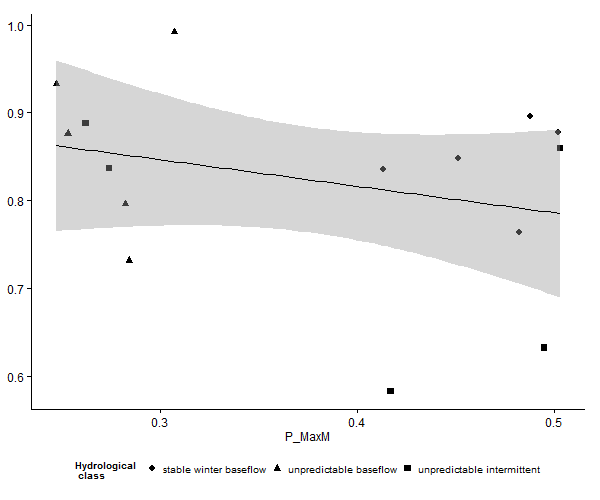 1.0
0.9
0.8
0.7
0.6
0.3 0.4 0.5
P_MaxM
Hydrological
class
stable winter baseflow unpredictable baseflow unpredictable intermittent